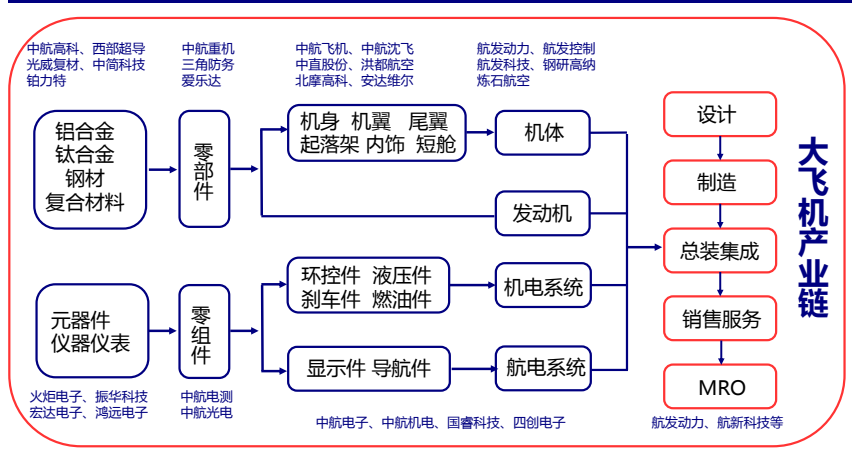 中航高科、西部超导
光威复材、中简科技
铂力特
中航重机
三角防务
爱乐达
中航飞机、中航沈飞
中直股份、洪都航空
北摩高科、安达维尔
航发动力、航发控制
航发科技、钢研高纳
炼石航空
铝合金
钛合金
钢材
复合材料
零部件
机身 机翼 尾翼
起落架 内饰 短舱
机体
发动机
元器件
仪器仪表
零组件
环控件 液压件
刹车件 燃油件
机电系统
显示件 导航件
航电系统
火炬电子、振华科技
宏达电子、鸿远电子
中航电测
中航光电
中航电子、中航机电、国睿科技、四创电子
设计
制造
总装集成
销售服务
MRO
航发动力、航新科技等
大飞机产业链